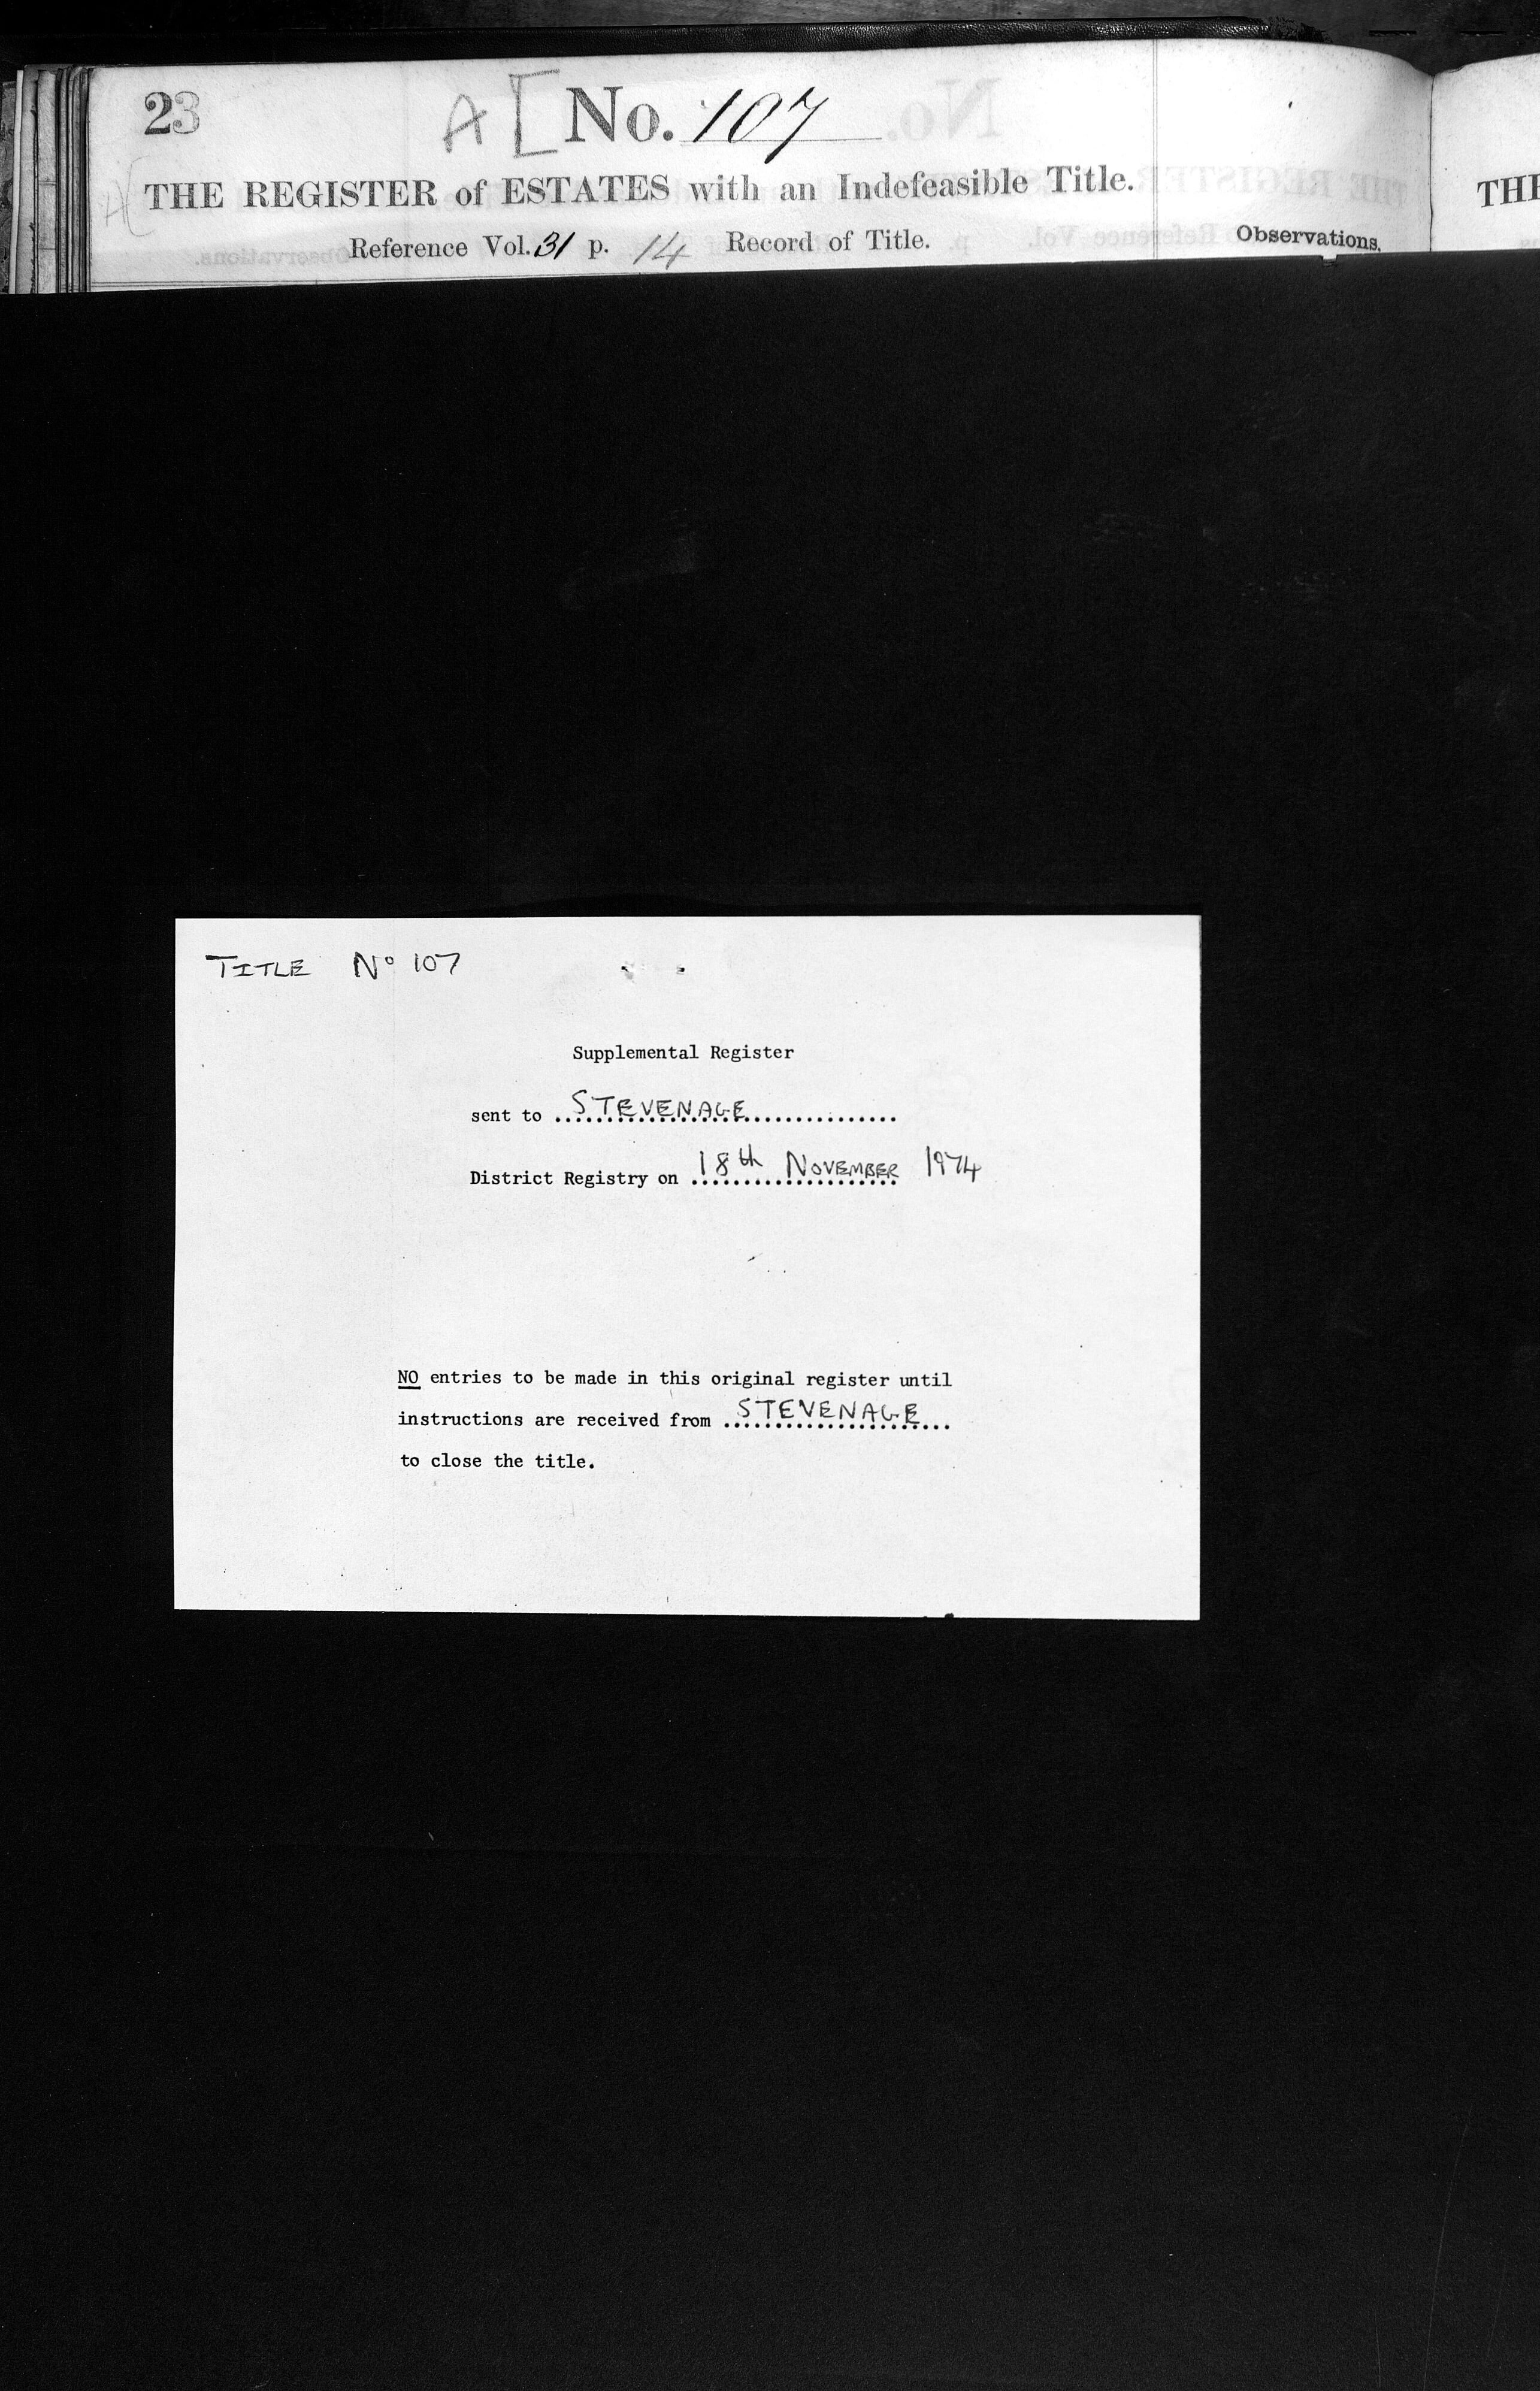 23
A [ No. 107
THE REGISTER of ESTATES with an Indefeasible Title.
Reference Vol. 31 p. 14 Record of Title.
Observations.
THE
TITLE No 107
Supplemental Register
sent to STEVENAGE
District Registry on 18th NOVEMBER 1974
NO entries to be made in this original register until
instructions are received from STEVENAGE
to close the title.